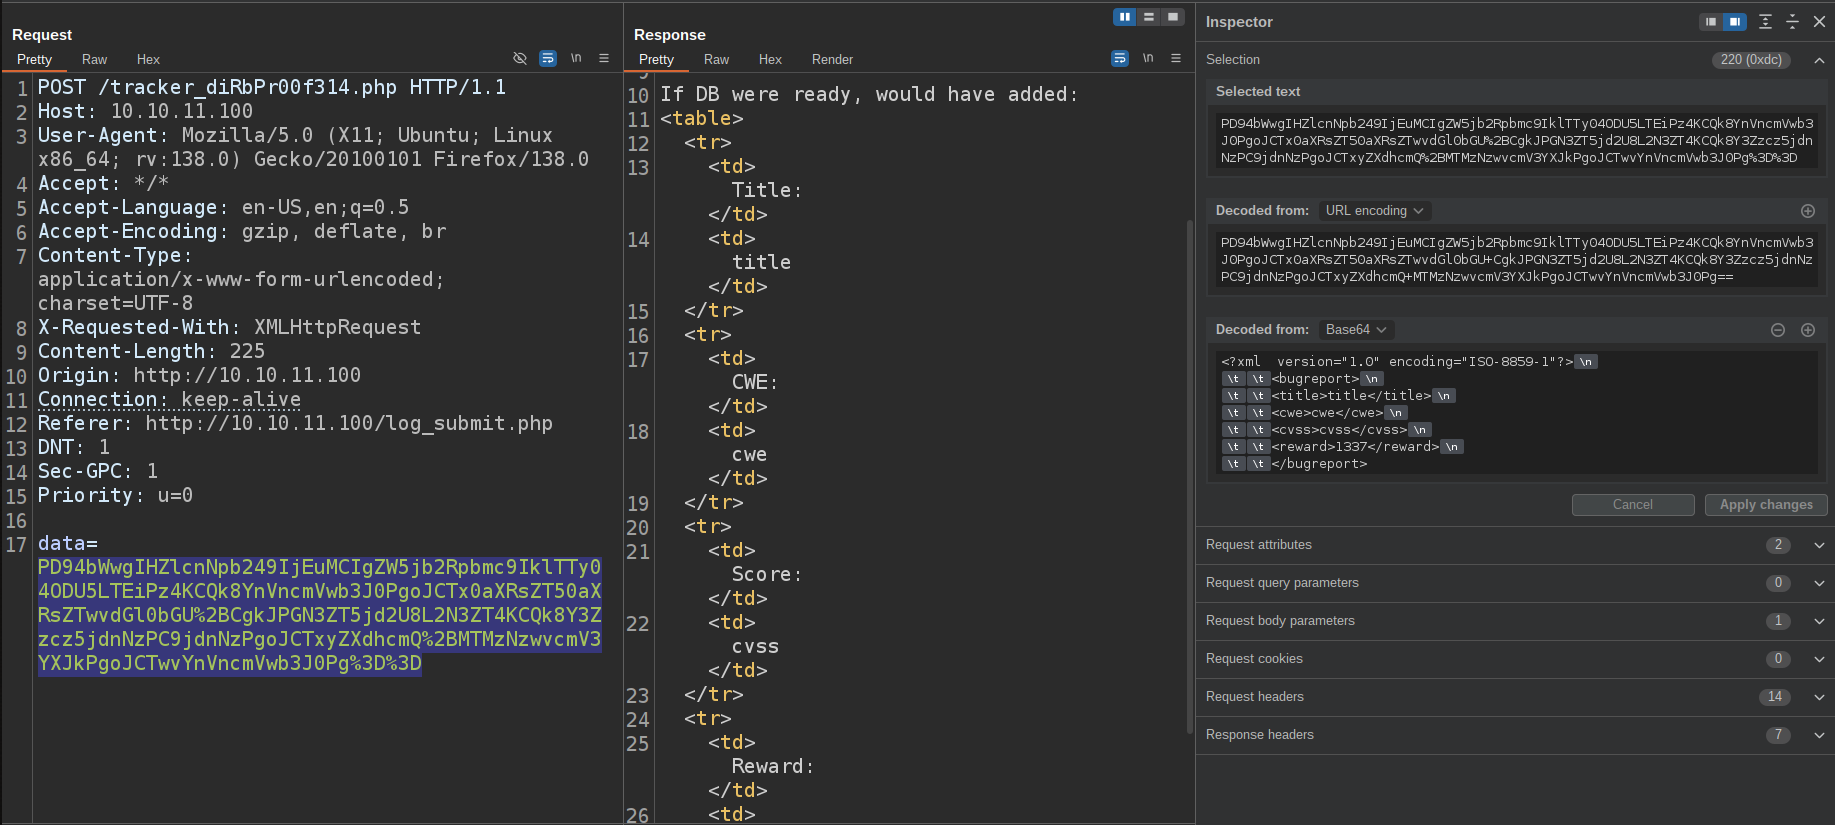 Request
Pretty Raw Hex \n
1 POST /tracker_diRbPr00f314.php HTTP/1.1
2 Host: 10.10.11.100
3 User-Agent: Mozilla/5.0 (X11; Ubuntu; Linux
x86_64; rv:138.0) Gecko/20100101 Firefox/138.0
4 Accept: */*
5 Accept-Language: en-US,en;q=0.5
6 Accept-Encoding: gzip, deflate, br
7 Content-Type:
application/x-www-form-urlencoded;
charset=UTF-8
8 X-Requested-With: XMLHttpRequest
9 Content-Length: 225
10 Origin: http://10.10.11.100
11 Connection: keep-alive
12 Referer: http://10.10.11.100/log_submit.php
13 DNT: 1
14 Sec-GPC: 1
15 Priority: u=0
16
17 data=
PD94bWwgIHZlcnNpb249IjEuMCIgZW5jb2Rpbmc9IklTTy0
4ODU5LTEiPz4KCQk8YnVncmVwb3J0PgoJCTx0aXRsZT50aX
RsZTwvdGl0bGU%2BCgkJPGN3ZT5jd2U8L2N3ZT4KCQk8Y3Z
zcz5jdnNzPC9jdnNzPgoJCTxyZXdhcmQ%2BMTMzNzwvcmV3
YXJkPgoJCTwvYnVncmVwb3J0Pg%3D%3D
Response
Pretty Raw Hex Render \n
9
10 If DB were ready, would have added:
11 <table>
12 <tr>
13 <td>
Title:
</td>
14 <td>
title
</td>
15 </tr>
16 <tr>
17 <td>
CWE:
</td>
18 <td>
cwe
</td>
19 </tr>
20 <tr>
21 <td>
Score:
</td>
22 <td>
cvss
</td>
23 </tr>
24 <tr>
25 <td>
Reward:
</td>
26 <td>
Inspector
Selection 220 (0xdc)
Selected text
PD94bWwgIHZlcnNpb249IjEuMCIgZW5jb2Rpbmc9IklTTy04ODU5LTEiPz4KCQk8YnVncmVwb3
J0PgoJCTx0aXRsZT50aXRsZTwvdGl0bGU%2BCgkJPGN3ZT5jd2U8L2N3ZT4KCQk8Y3Zzcz5jdn
NzPC9jdnNzPgoJCTxyZXdhcmQ%2BMTMzNzwvcmV3YXJkPgoJCTwvYnVncmVwb3J0Pg%3D%3D
Decoded from: URL encoding
PD94bWwgIHZlcnNpb249IjEuMCIgZW5jb2Rpbmc9IklTTy04ODU5LTEiPz4KCQk8YnVncmVwb3
J0PgoJCTx0aXRsZT50aXRsZTwvdGl0bGU+CgkJPGN3ZT5jd2U8L2N3ZT4KCQk8Y3Zzcz5jdnNz
PC9jdnNzPgoJCTxyZXdhcmQ+MTMzNzwvcmV3YXJkPgoJCTwvYnVncmVwb3J0Pg==
Decoded from: Base64
<?xml  version="1.0" encoding="ISO-8859-1"?> \n
\t \t <bugreport> \n
\t \t <title>title</title> \n
\t \t <cwe>cwe</cwe> \n
\t \t <cvss>cvss</cvss> \n
\t \t <reward>1337</reward> \n
\t \t </bugreport>
Cancel Apply changes
Request attributes 2
Request query parameters 0
Request body parameters 1
Request cookies 0
Request headers 14
Response headers 7